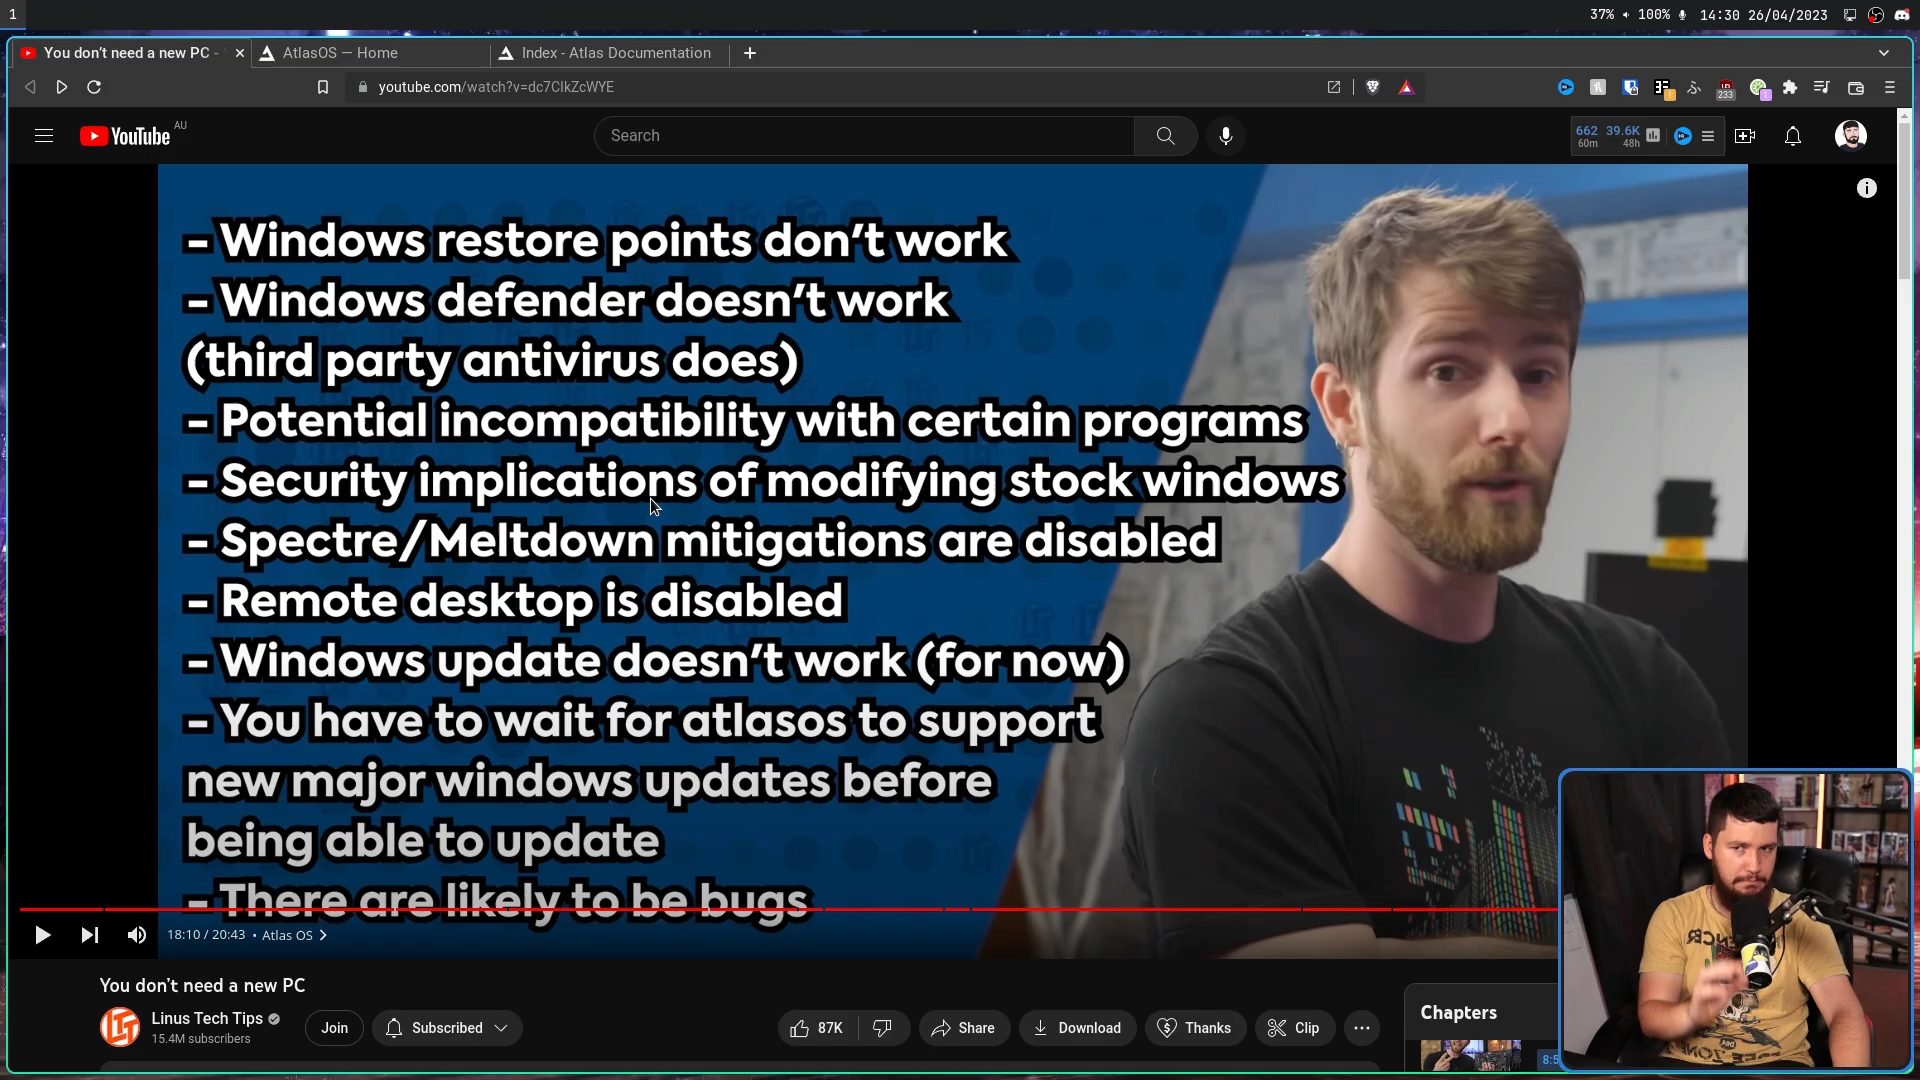 1
37% 100% 14:30 26/04/2023
You don't need a new PC -
AtlasOS — Home
Index - Atlas Documentation
youtube.com/watch?v=dc7ClkZcWYE
1
233
1
YouTube AU
Search
662 39.6K
60m 48h
- Windows restore points don't work
- Windows defender doesn't work
(third party antivirus does)
- Potential incompatibility with certain programs
- Security implications of modifying stock windows
- Spectre/Meltdown mitigations are disabled
- Remote desktop is disabled
- Windows update doesn't work (for now)
- You have to wait for atlasos to support
new major windows updates before
being able to update
- There are likely to be bugs
18:10 / 20:43 • Atlas OS
You don't need a new PC
Linus Tech Tips
15.4M subscribers
Join
Subscribed
87K
Share
Download
Thanks
Clip
Chapters
8:5